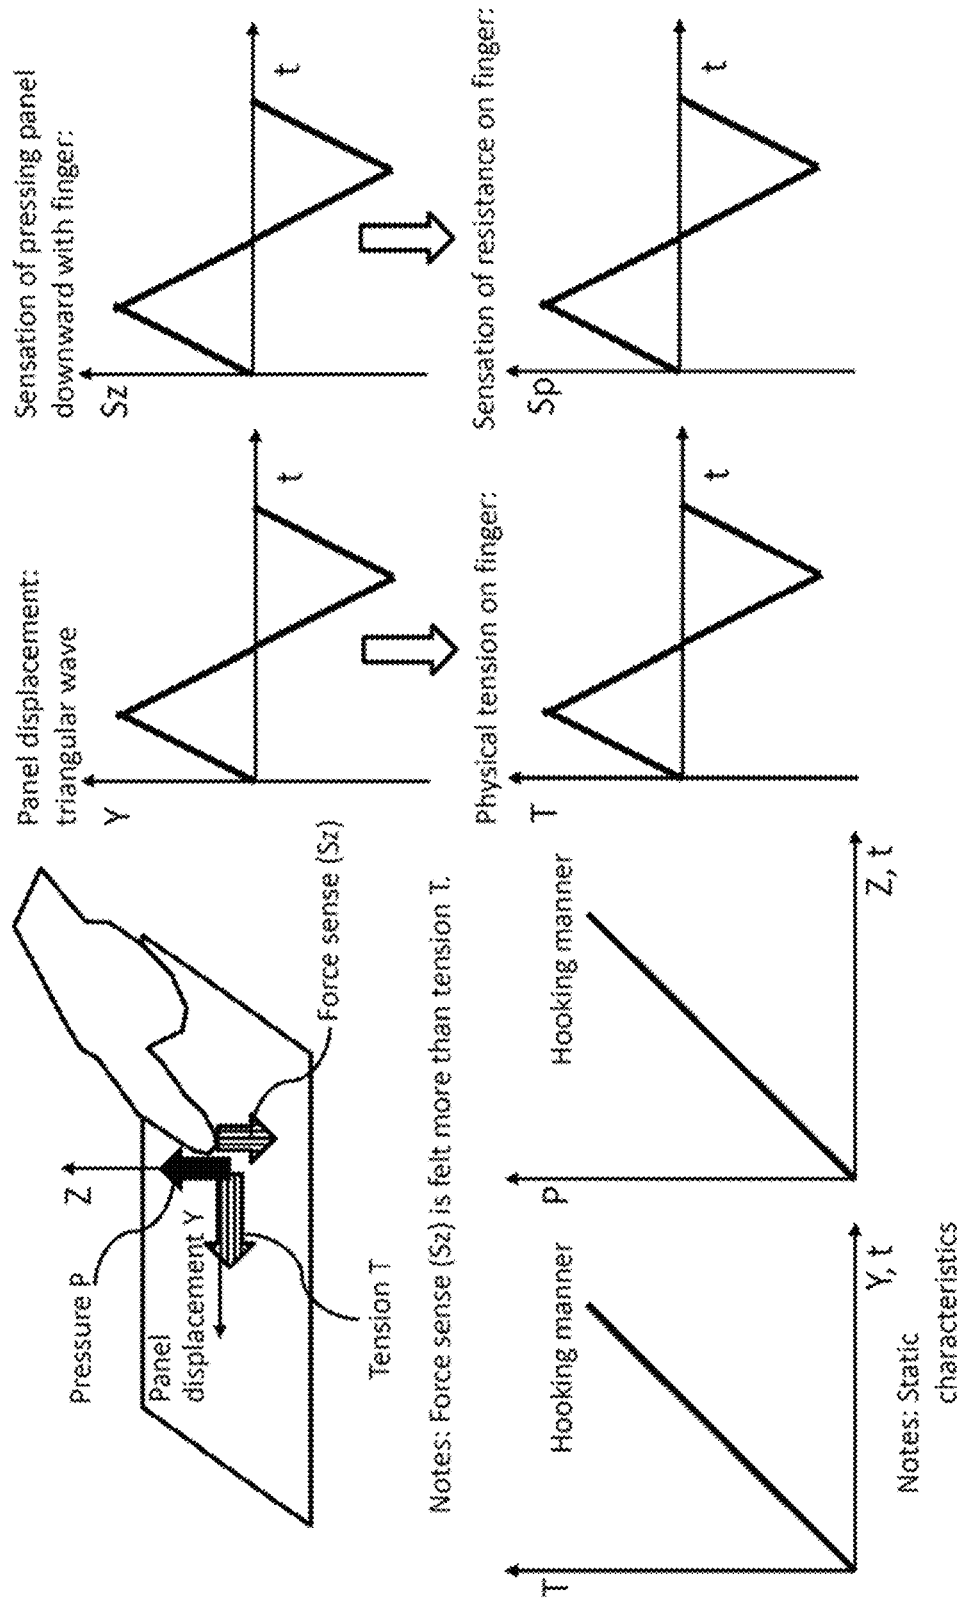 Pressure P
Z
Panel
displacement Y
Tension T
Force sense (Sz)
Notes: Force sense (Sz) is felt more than tension T.
Panel displacement:
triangular wave
Y
t
Sensation of pressing panel
downward with finger:
Sz
t
T
Hooking manner
Y, t
Notes: Static
characteristics
P
Hooking manner
Z, t
Physical tension on finger:
T
t
Sensation of resistance on finger:
Sp
t